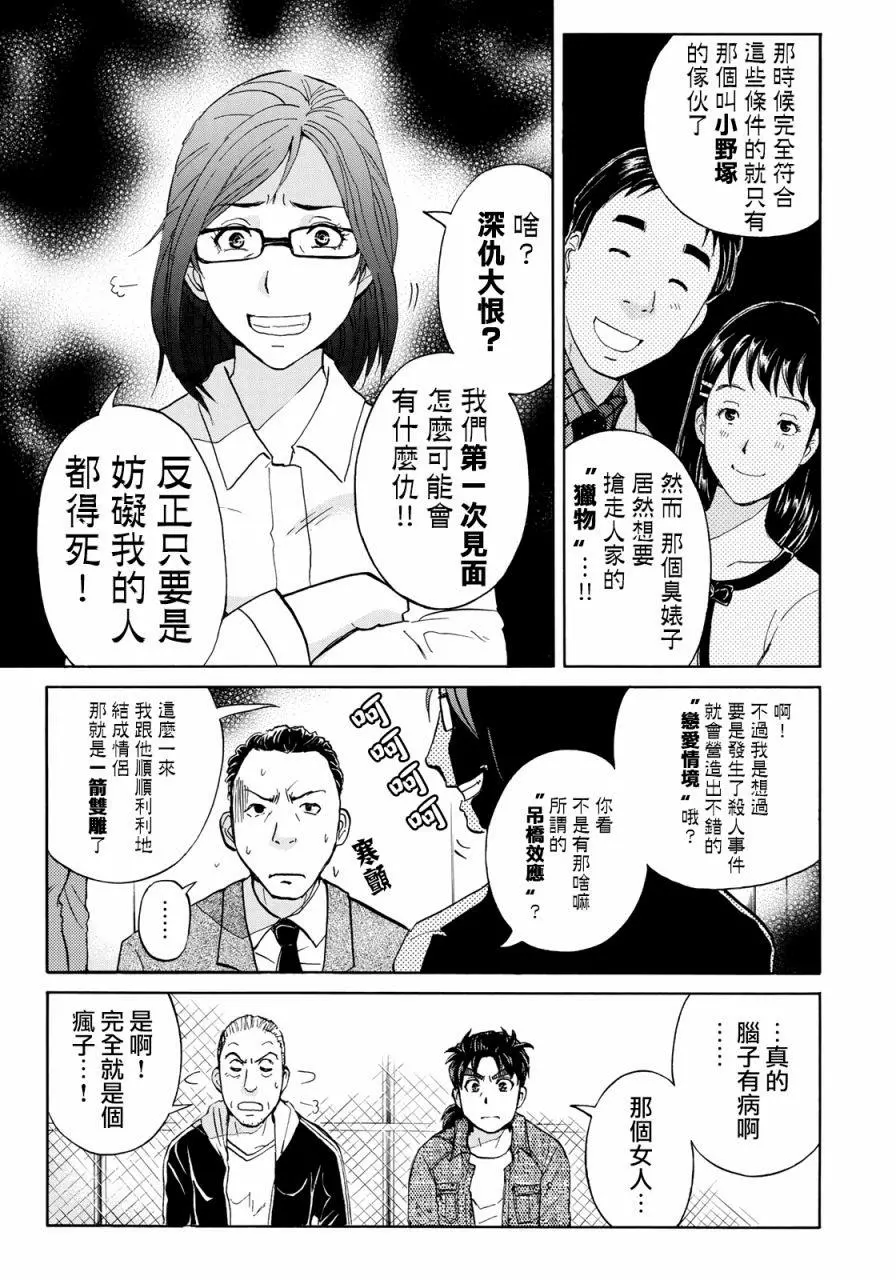 那時候完全符合
這些條件的就只有
那個叫小野塚
的傢伙了
然而 那個臭婊子
居然想要
搶走人家的
"獵物"…!!
啥？
深仇大恨？
我們第一次見面
怎麼可能會
有什麼仇!!
反正只要是
妨礙我的人
都得死！
啊！
不過我是想過
要是發生了殺人事件
就會營造出不錯的
"戀愛情境"哦？
你看
不是有那啥嘛
所謂的
"吊橋效應"？
呵呵呵呵
寒顫
這麼一來
我跟他順順利利地
結成情侶
那就是一箭雙雕了
……
…真的
腦子有病啊
……
那個女人…
是啊！
完全就是個
瘋子…！